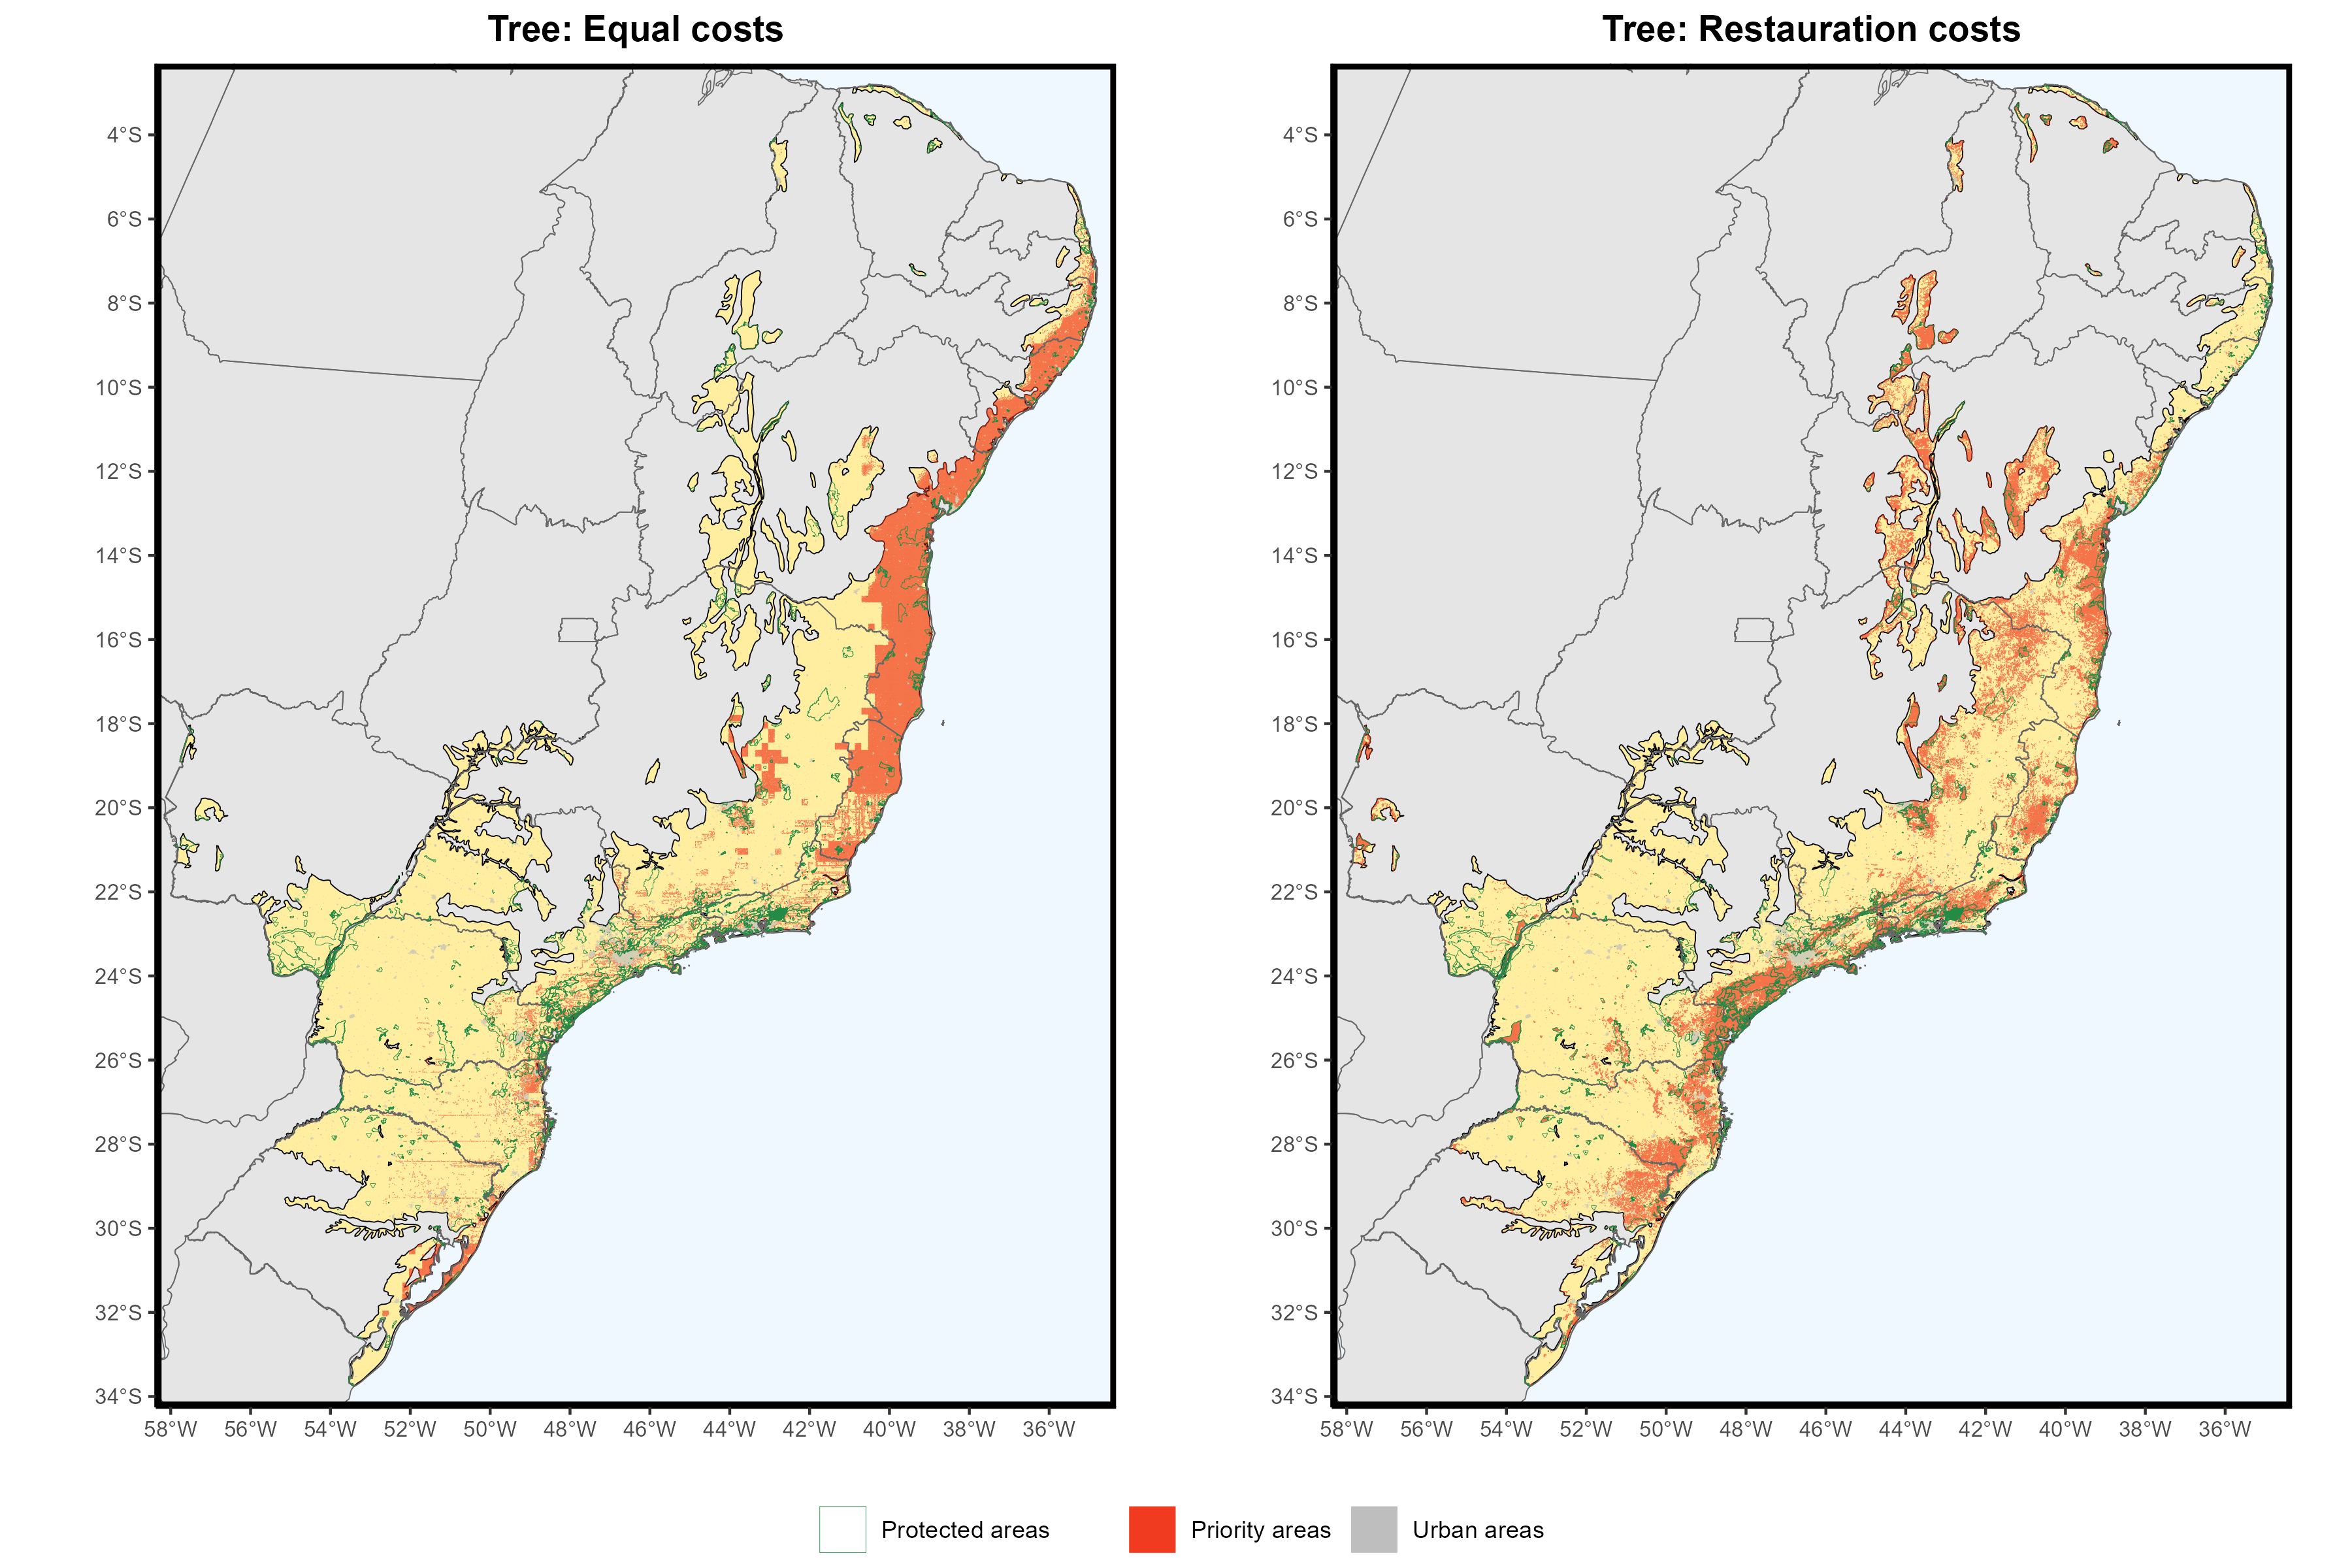 Tree: Equal costs
Tree: Restauration costs
4°S
6°S
8°S
10°S
12°S
14°S
16°S
18°S
20°S
22°S
24°S
26°S
28°S
30°S
32°S
34°S
58°W 56°W 54°W 52°W 50°W 48°W 46°W 44°W 42°W 40°W 38°W 36°W
4°S
6°S
8°S
10°S
12°S
14°S
16°S
18°S
20°S
22°S
24°S
26°S
28°S
30°S
32°S
34°S
58°W 56°W 54°W 52°W 50°W 48°W 46°W 44°W 42°W 40°W 38°W 36°W
Protected areas Priority areas Urban areas